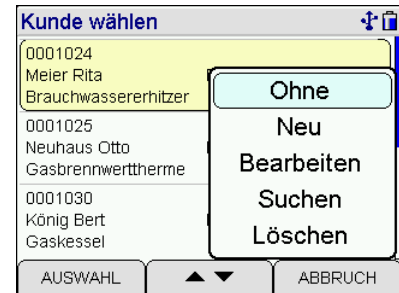 Kunde wählen
0001024
Meier Rita
Brauchwassererhitzer
0001025
Neuhaus Otto
Gasbrennwerttherme
0001030
König Bert
Gaskessel
Ohne
Neu
Bearbeiten
Suchen
Löschen
AUSWAHL
ABBRUCH